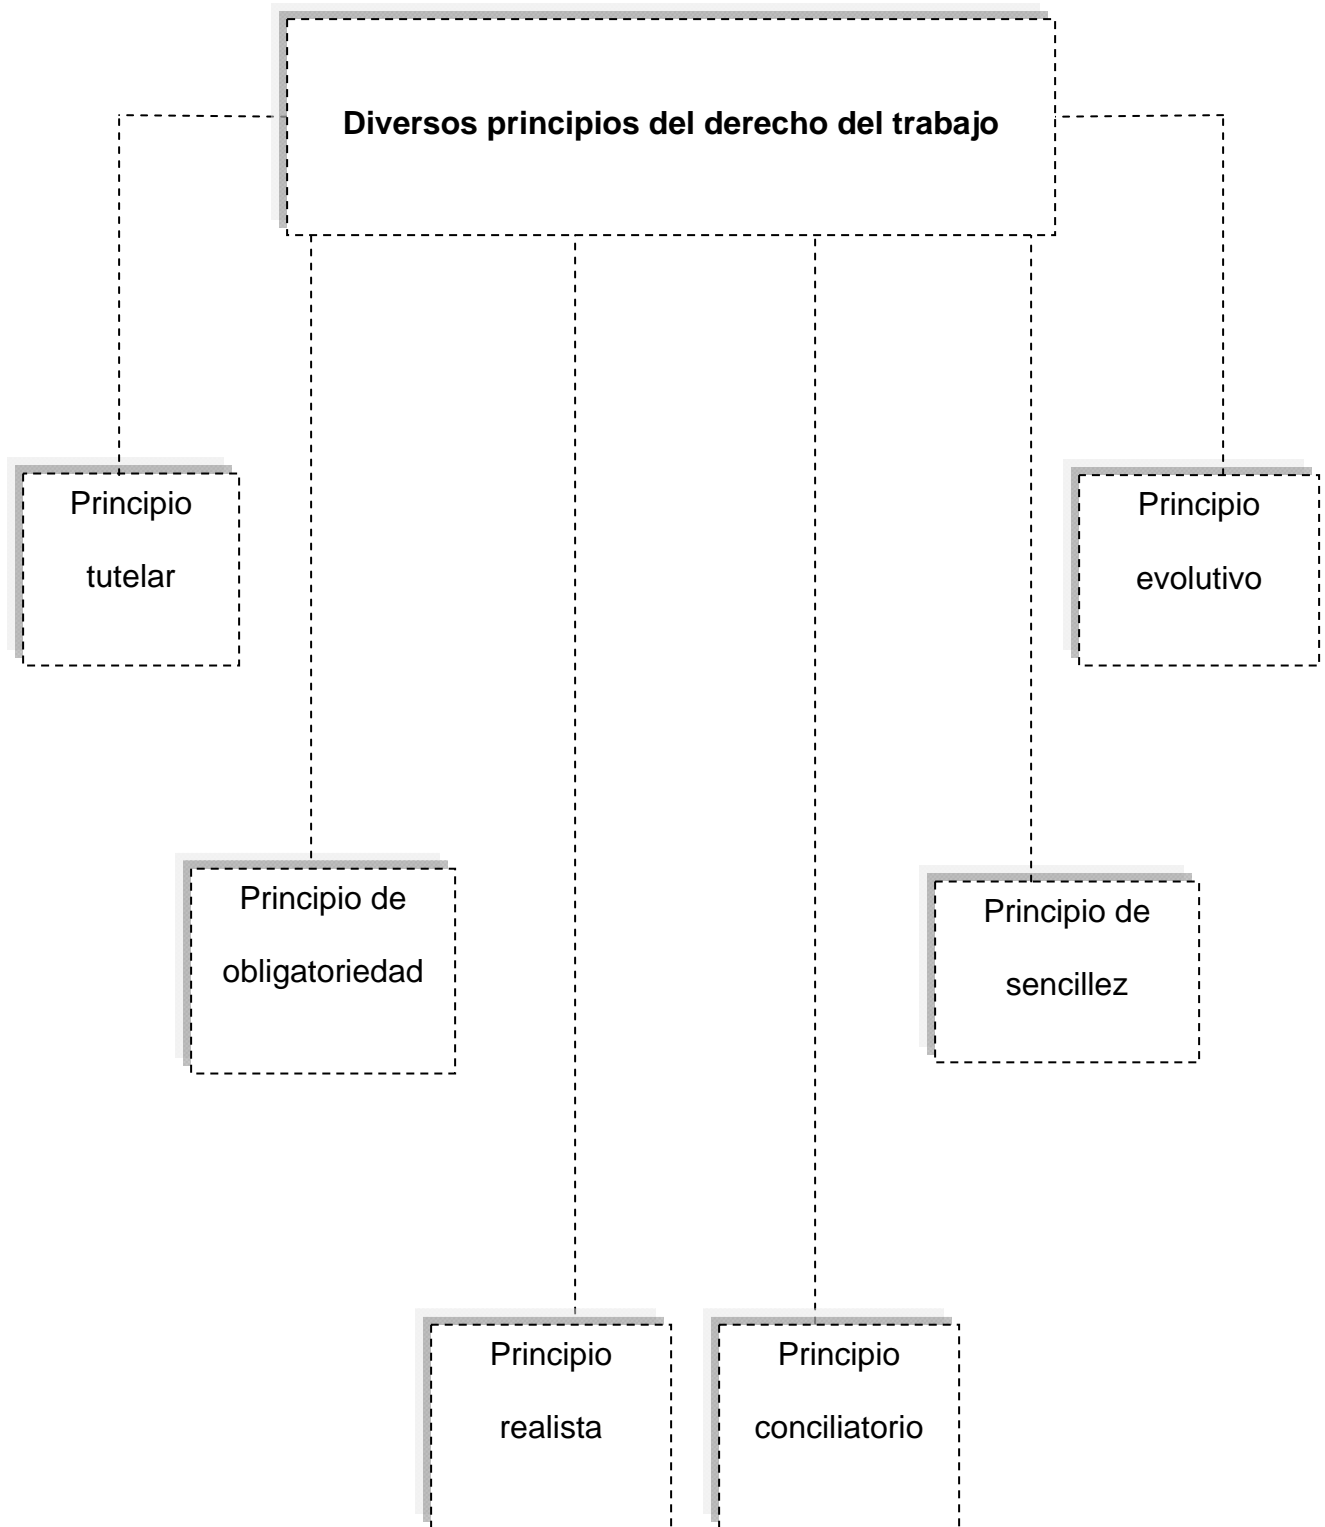 Diversos principios del derecho del trabajo
Principio
tutelar
Principio
evolutivo
Principio de
obligatoriedad
Principio de
sencillez
Principio
realista
Principio
conciliatorio